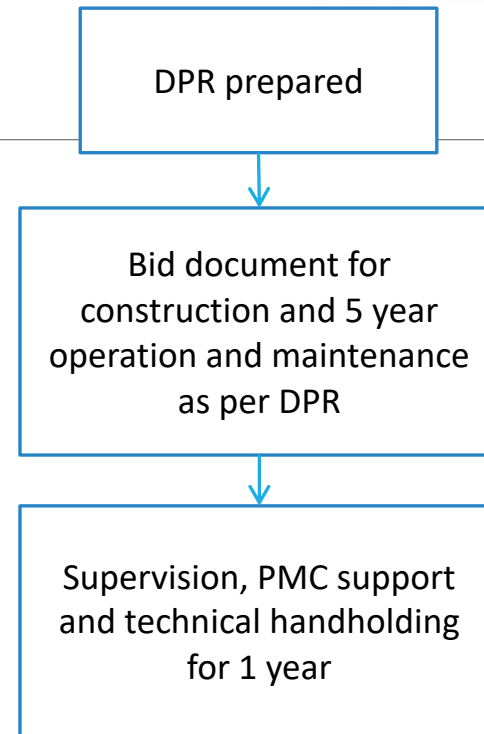 DPR prepared
Bid document for
construction and 5 year
operation and maintenance
as per DPR
Supervision, PMC support
and technical handholding
for 1 year